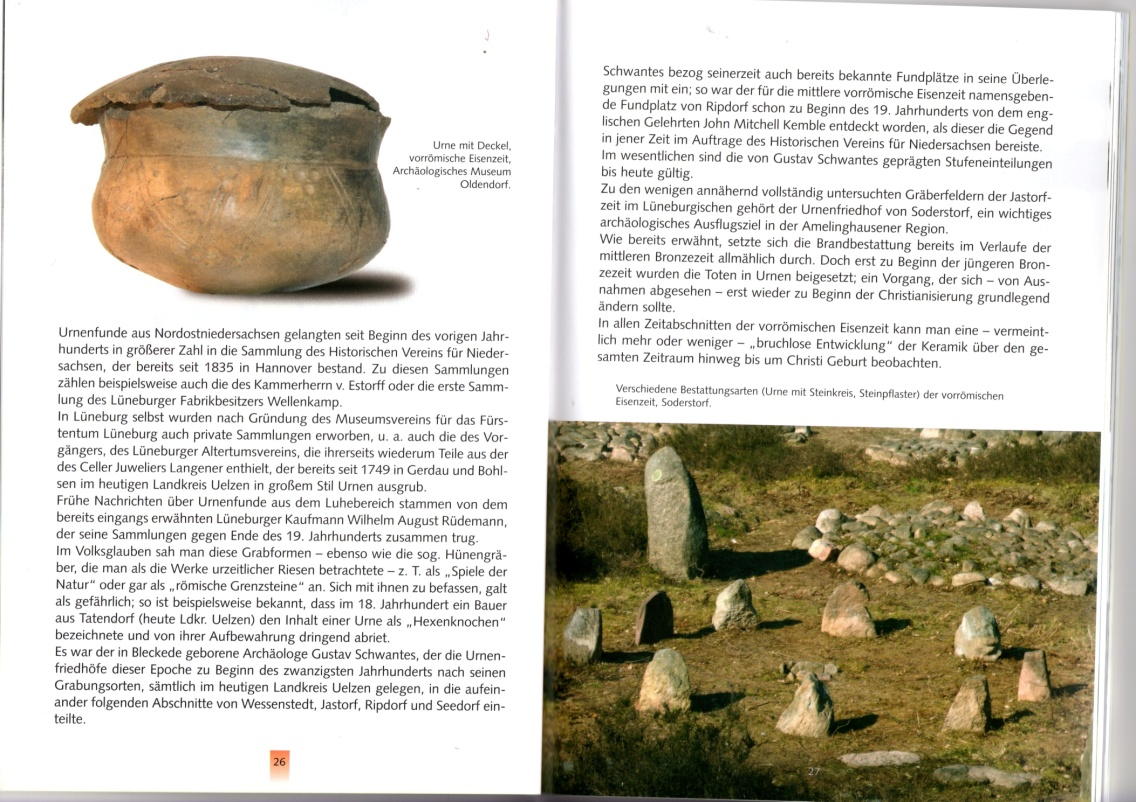 Urne mit Deckel,
vorrömische Eisenzeit,
Archäologisches Museum
Oldendorf.
Urnenfunde aus Nordostniedersachsen gelangten seit Beginn des vorigen Jahr-
hunderts in größerer Zahl in die Sammlung des Historischen Vereins für Nieder-
sachsen, der bereits seit 1835 in Hannover bestand. Zu diesen Sammlungen
zählen beispielsweise auch die des Kammerherrn v. Estorff oder die erste Samm-
lung des Lüneburger Fabrikbesitzers Wellenkamp.
In Lüneburg selbst wurden nach Gründung des Museumsvereins für das Fürs-
tentum Lüneburg auch private Sammlungen erworben, u. a. auch die des Vor-
gängers, des Lüneburger Altertumsvereins, die ihrerseits wiederum Teile aus der
des Celler Juweliers Langener enthielt, der bereits seit 1749 in Gerdau und Bohl-
sen im heutigen Landkreis Uelzen in großem Stil Urnen ausgrub.
Frühe Nachrichten über Urnenfunde aus dem Luhebereich stammen von dem
bereits eingangs erwähnten Lüneburger Kaufmann Wilhelm August Rüdemann,
der seine Sammlungen gegen Ende des 19. Jahrhunderts zusammen trug.
Im Volksglauben sah man diese Grabformen – ebenso wie die sog. Hünengrä-
ber, die man als die Werke urzeitlicher Riesen betrachtete – z. T. als „Spiele der
Natur“ oder gar als „römische Grenzsteine“ an. Sich mit ihnen zu befassen, galt
als gefährlich; so ist beispielsweise bekannt, dass im 18. Jahrhundert ein Bauer
aus Tatendorf (heute Ldkr. Uelzen) den Inhalt einer Urne als „Hexenknochen“
bezeichnete und von ihrer Aufbewahrung dringend abriet.
Es war der in Bleckede geborene Archäologe Gustav Schwantes, der die Urnen-
friedhöfe dieser Epoche zu Beginn des zwanzigsten Jahrhunderts nach seinen
Grabungsorten, sämtlich im heutigen Landkreis Uelzen gelegen, in die aufein-
ander folgenden Abschnitte von Wessenstedt, Jastorf, Ripdorf und Seedorf ein-
teilte.
26
Schwantes bezog seinerzeit auch bereits bekannte Fundplätze in seine Überle-
gungen mit ein; so war der für die mittlere vorrömische Eisenzeit namensgeben-
de Fundplatz von Ripdorf schon zu Beginn des 19. Jahrhunderts von dem eng-
lischen Gelehrten John Mitchell Kemble entdeckt worden, als dieser die Gegend
in jener Zeit im Auftrage des Historischen Vereins für Niedersachsen bereiste.
Im wesentlichen sind die von Gustav Schwantes geprägten Stufeneinteilungen
bis heute gültig.
Zu den wenigen annähernd vollständig untersuchten Gräberfeldern der Jastorf-
zeit im Lüneburgischen gehört der Urnenfriedhof von Soderstorf, ein wichtiges
archäologisches Ausflugsziel in der Amelinghausener Region.
Wie bereits erwähnt, setzte sich die Brandbestattung bereits im Verlaufe der
mittleren Bronzezeit allmählich durch. Doch erst zu Beginn der jüngeren Bron-
zezeit wurden die Toten in Urnen beigesetzt; ein Vorgang, der sich – von Aus-
nahmen abgesehen – erst wieder zu Beginn der Christianisierung grundlegend
ändern sollte.
In allen Zeitabschnitten der vorrömischen Eisenzeit kann man eine – vermeint-
lich mehr oder weniger – „bruchlose Entwicklung“ der Keramik über den ge-
samten Zeitraum hinweg bis um Christi Geburt beobachten.
Verschiedene Bestattungsarten (Urne mit Steinkreis, Steinpflaster) der vorrömischen
Eisenzeit, Soderstorf.
27